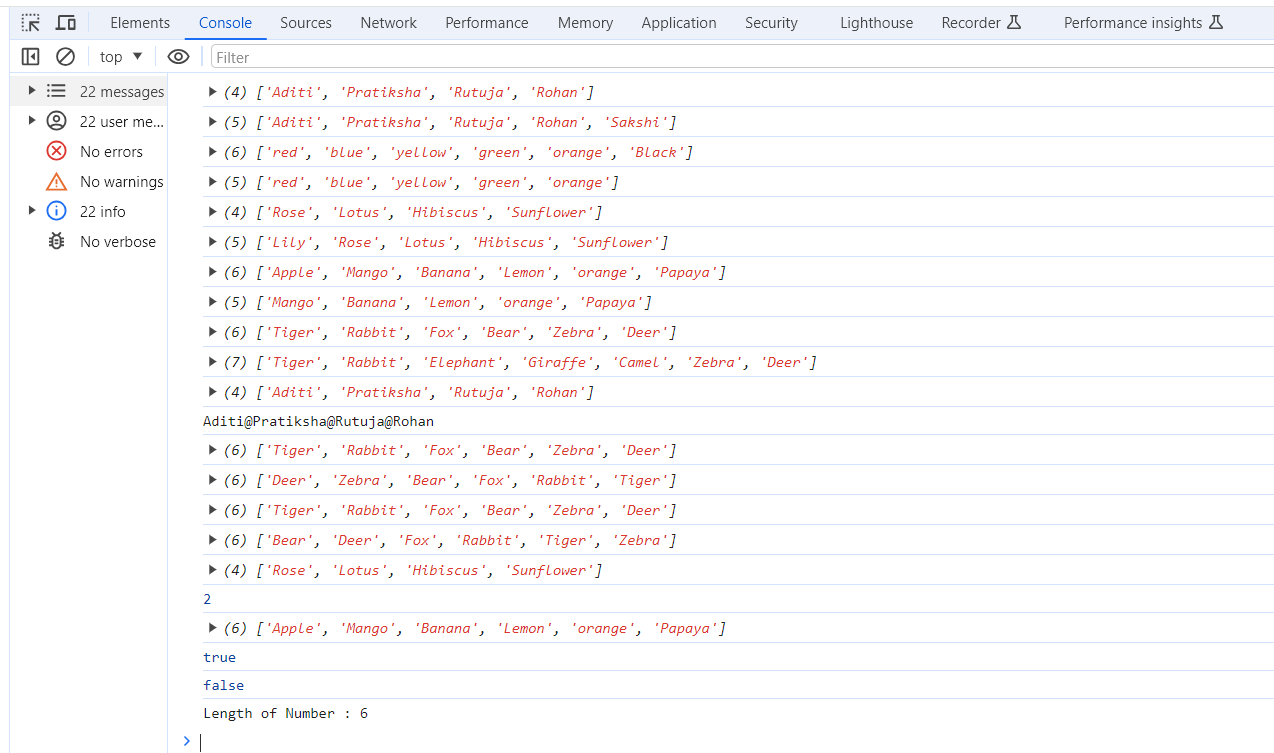 Elements Console Sources Network Performance Memory Application Security Lighthouse Recorder Performance insights
top Filter
22 messages
22 user me...
No errors
No warnings
22 info
No verbose
(4) ['Aditi', 'Pratiksha', 'Rutuja', 'Rohan']
(5) ['Aditi', 'Pratiksha', 'Rutuja', 'Rohan', 'Sakshi']
(6) ['red', 'blue', 'yellow', 'green', 'orange', 'Black']
(5) ['red', 'blue', 'yellow', 'green', 'orange']
(4) ['Rose', 'Lotus', 'Hibiscus', 'Sunflower']
(5) ['Lily', 'Rose', 'Lotus', 'Hibiscus', 'Sunflower']
(6) ['Apple', 'Mango', 'Banana', 'Lemon', 'orange', 'Papaya']
(5) ['Mango', 'Banana', 'Lemon', 'orange', 'Papaya']
(6) ['Tiger', 'Rabbit', 'Fox', 'Bear', 'Zebra', 'Deer']
(7) ['Tiger', 'Rabbit', 'Elephant', 'Giraffe', 'Camel', 'Zebra', 'Deer']
(4) ['Aditi', 'Pratiksha', 'Rutuja', 'Rohan']
Aditi@Pratiksha@Rutuja@Rohan
(6) ['Tiger', 'Rabbit', 'Fox', 'Bear', 'Zebra', 'Deer']
(6) ['Deer', 'Zebra', 'Bear', 'Fox', 'Rabbit', 'Tiger']
(6) ['Tiger', 'Rabbit', 'Fox', 'Bear', 'Zebra', 'Deer']
(6) ['Bear', 'Deer', 'Fox', 'Rabbit', 'Tiger', 'Zebra']
(4) ['Rose', 'Lotus', 'Hibiscus', 'Sunflower']
2
(6) ['Apple', 'Mango', 'Banana', 'Lemon', 'orange', 'Papaya']
true
false
Length of Number : 6